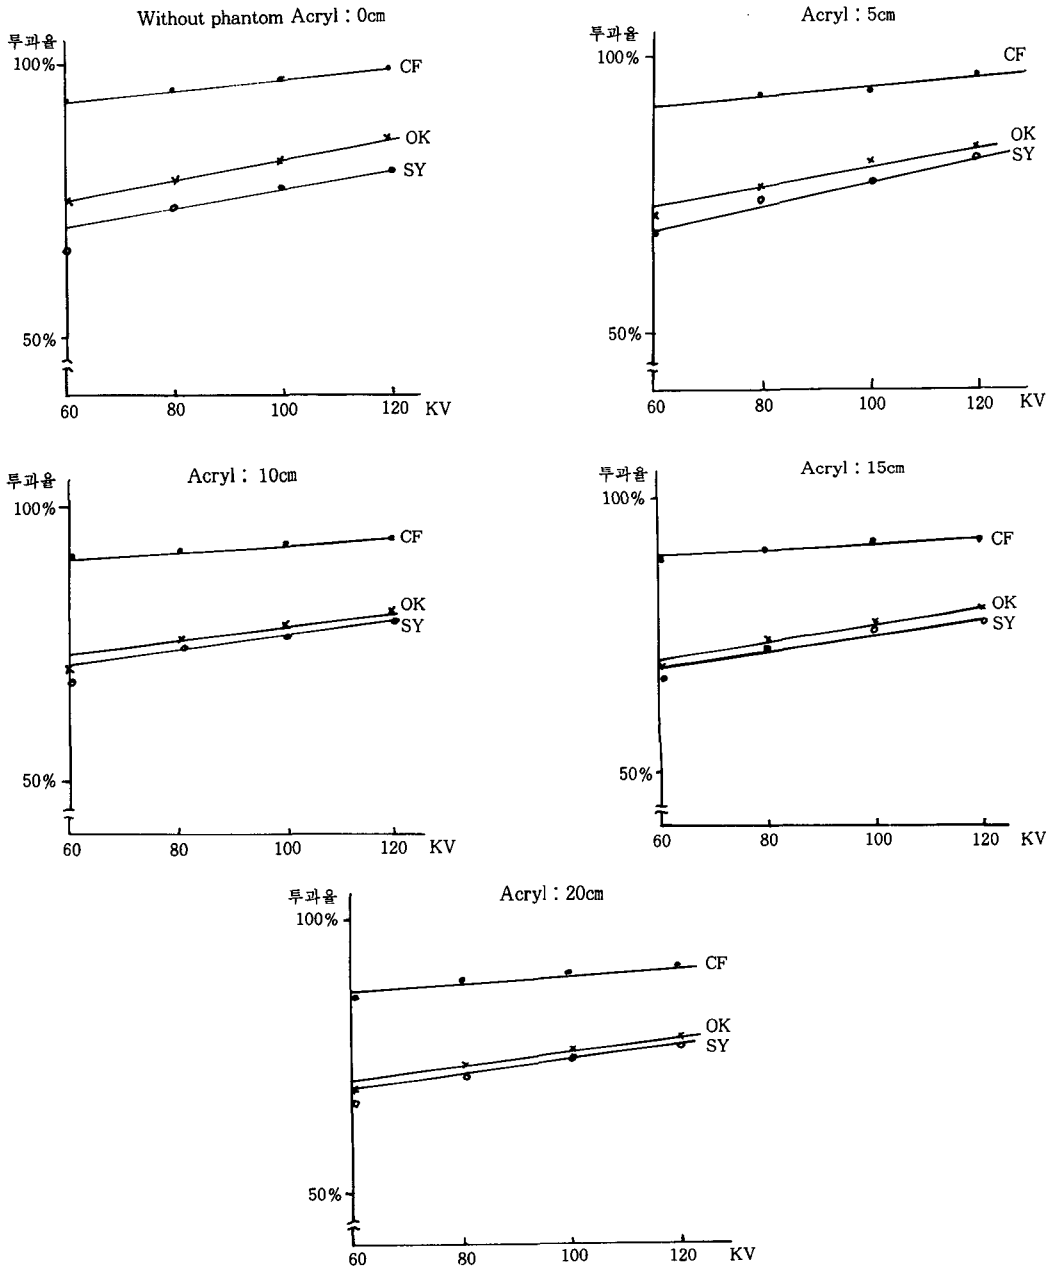 Without phantom Acryl : 0cm
투과율
100%
CF
OK
SY
50%
60 80 100 120 KV
Acryl : 5cm
투과율
100%
CF
OK
SY
50%
60 80 100 120 KV
Acryl : 10cm
투과율
100%
CF
OK
SY
50%
60 80 100 120 KV
Acryl : 15cm
투과율
100%
CF
OK
SY
50%
60 80 100 120 KV
Acryl : 20cm
투과율
100%
CF
OK
SY
50%
60 80 100 120 KV